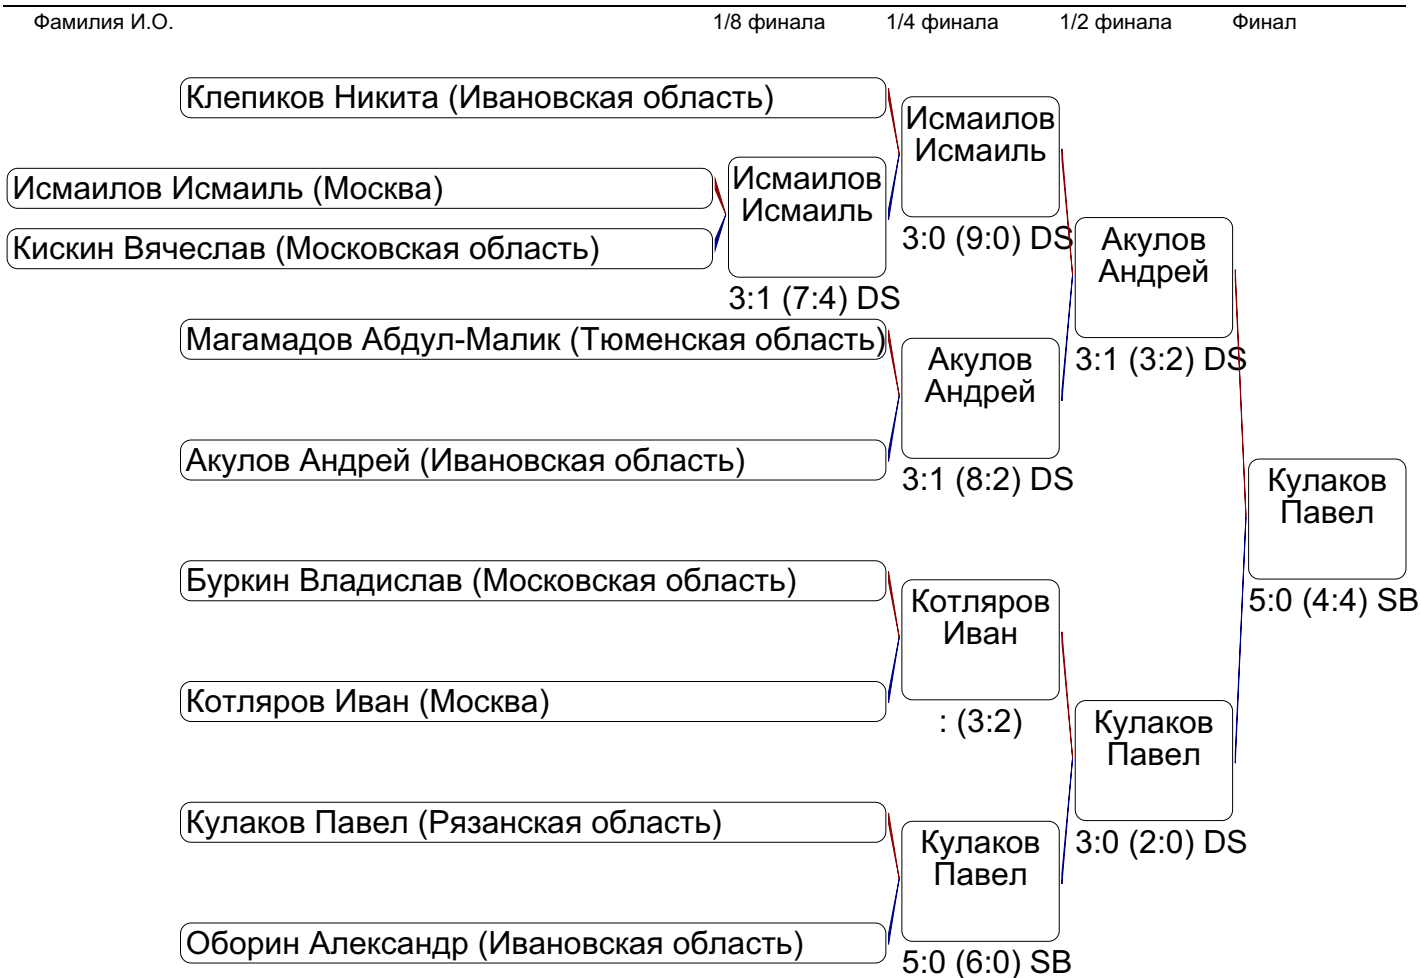 Фамилия И.О. 1/8 финала 1/4 финала 1/2 финала Финал
Клепиков Никита (Ивановская область)
Исмаилов
Исмаиль
Исмаилов Исмаиль (Москва)
Исмаилов
Исмаиль
Кискин Вячеслав (Московская область)
3:0 (9:0) DS
Акулов
Андрей
3:1 (7:4) DS
Магамадов Абдул-Малик (Тюменская область)
Акулов
Андрей
3:1 (3:2) DS
Акулов Андрей (Ивановская область)
3:1 (8:2) DS
Кулаков
Павел
Буркин Владислав (Московская область)
Котляров
Иван
5:0 (4:4) SB
Котляров Иван (Москва)
: (3:2)
Кулаков
Павел
Кулаков Павел (Рязанская область)
Кулаков
Павел
3:0 (2:0) DS
Оборин Александр (Ивановская область)
5:0 (6:0) SB